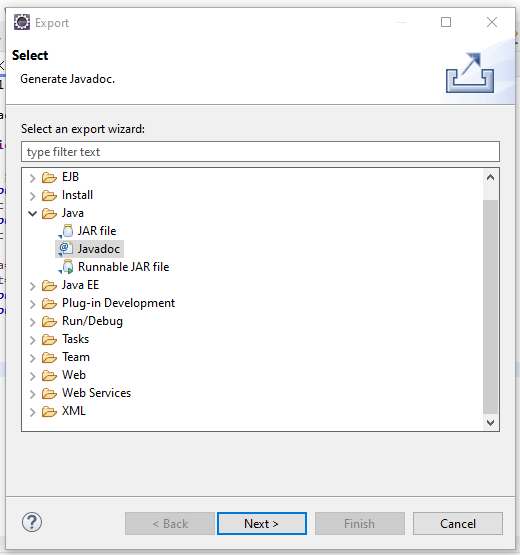 Export
Select
Generate Javadoc.
Select an export wizard:
type filter text
EJB
Install
Java
JAR file
Javadoc
Runnable JAR file
Java EE
Plug-in Development
Run/Debug
Tasks
Team
Web
Web Services
XML
< Back
Next >
Finish
Cancel